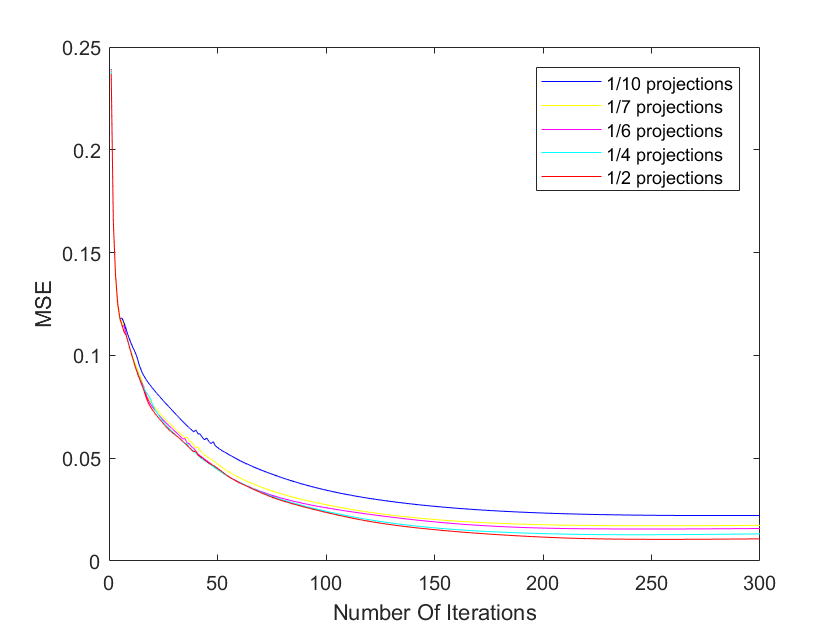 0.25
0.2
0.15
0.1
0.05
0
MSE
1/10 projections
1/7 projections
1/6 projections
1/4 projections
1/2 projections
0 50 100 150 200 250 300
Number Of Iterations